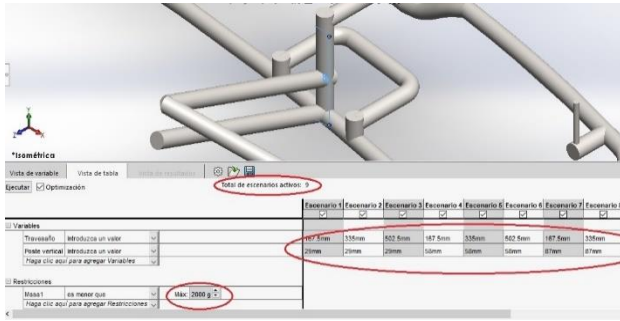 *Isométrica
Vista de variable Vista de tabla Vista de resultados
Ejecutar Optimización Total de escenarios activos: 9
Escenario 1 Escenario 2 Escenario 3 Escenario 4 Escenario 5 Escenario 6 Escenario 7 Escenario 8
Variables
Travesaño Introduzca un valor 167.5mm 335mm 502.5mm 167.5mm 335mm 502.5mm 167.5mm 335mm
Poste vertical Introduzca un valor 29mm 29mm 29mm 58mm 58mm 58mm 87mm 87mm
Haga clic aquí para agregar Variables
Restricciones
Masa1 es menor que Máx: 2000 g
Haga clic aquí para agregar Restricciones